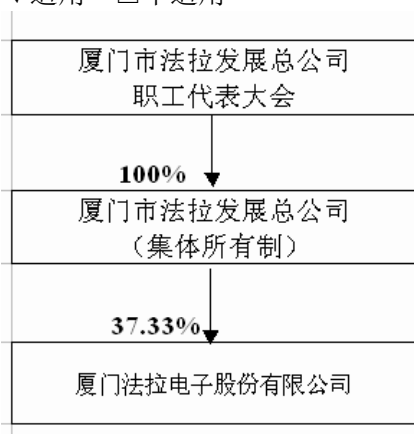 适用
厦门市法拉发展总公司
职工代表大会
100%
厦门市法拉发展总公司
（集体所有制）
37.33%
厦门法拉电子股份有限公司